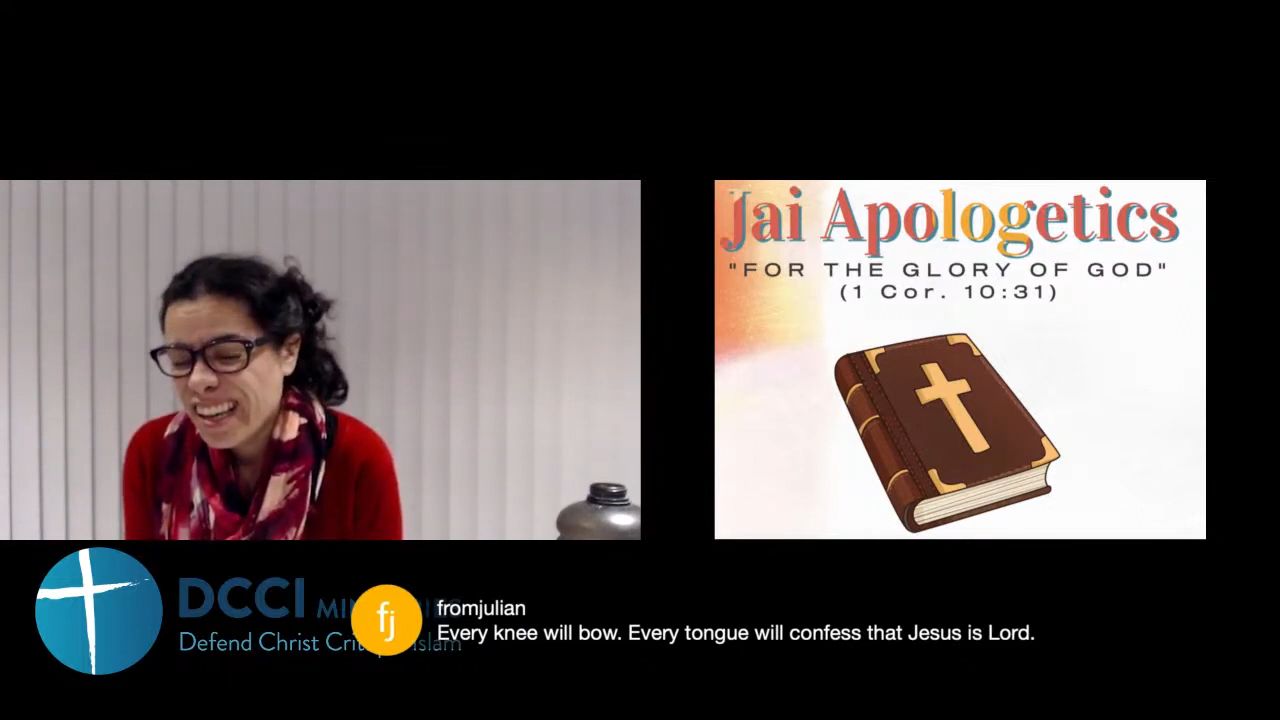 Jai Apologetics
"FOR THE GLORY OF GOD"
(1 Cor. 10:31)
DCCI
fj
fromjulian
Every knee will bow. Every tongue will confess that Jesus is Lord.
Defend Christ